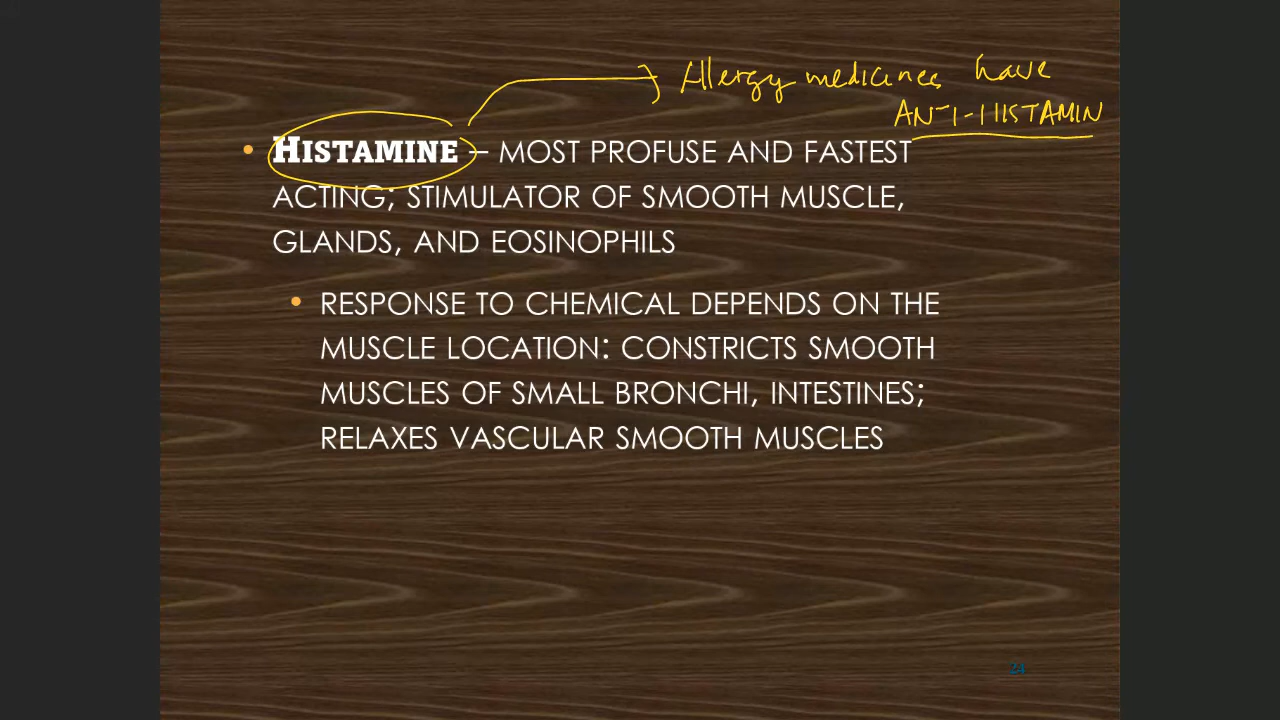 Allergy medicines have
ANTI-HISTAMIN
• HISTAMINE – MOST PROFUSE AND FASTEST
ACTING; STIMULATOR OF SMOOTH MUSCLE,
GLANDS, AND EOSINOPHILS
• RESPONSE TO CHEMICAL DEPENDS ON THE
MUSCLE LOCATION: CONSTRICTS SMOOTH
MUSCLES OF SMALL BRONCHI, INTESTINES;
RELAXES VASCULAR SMOOTH MUSCLES
24